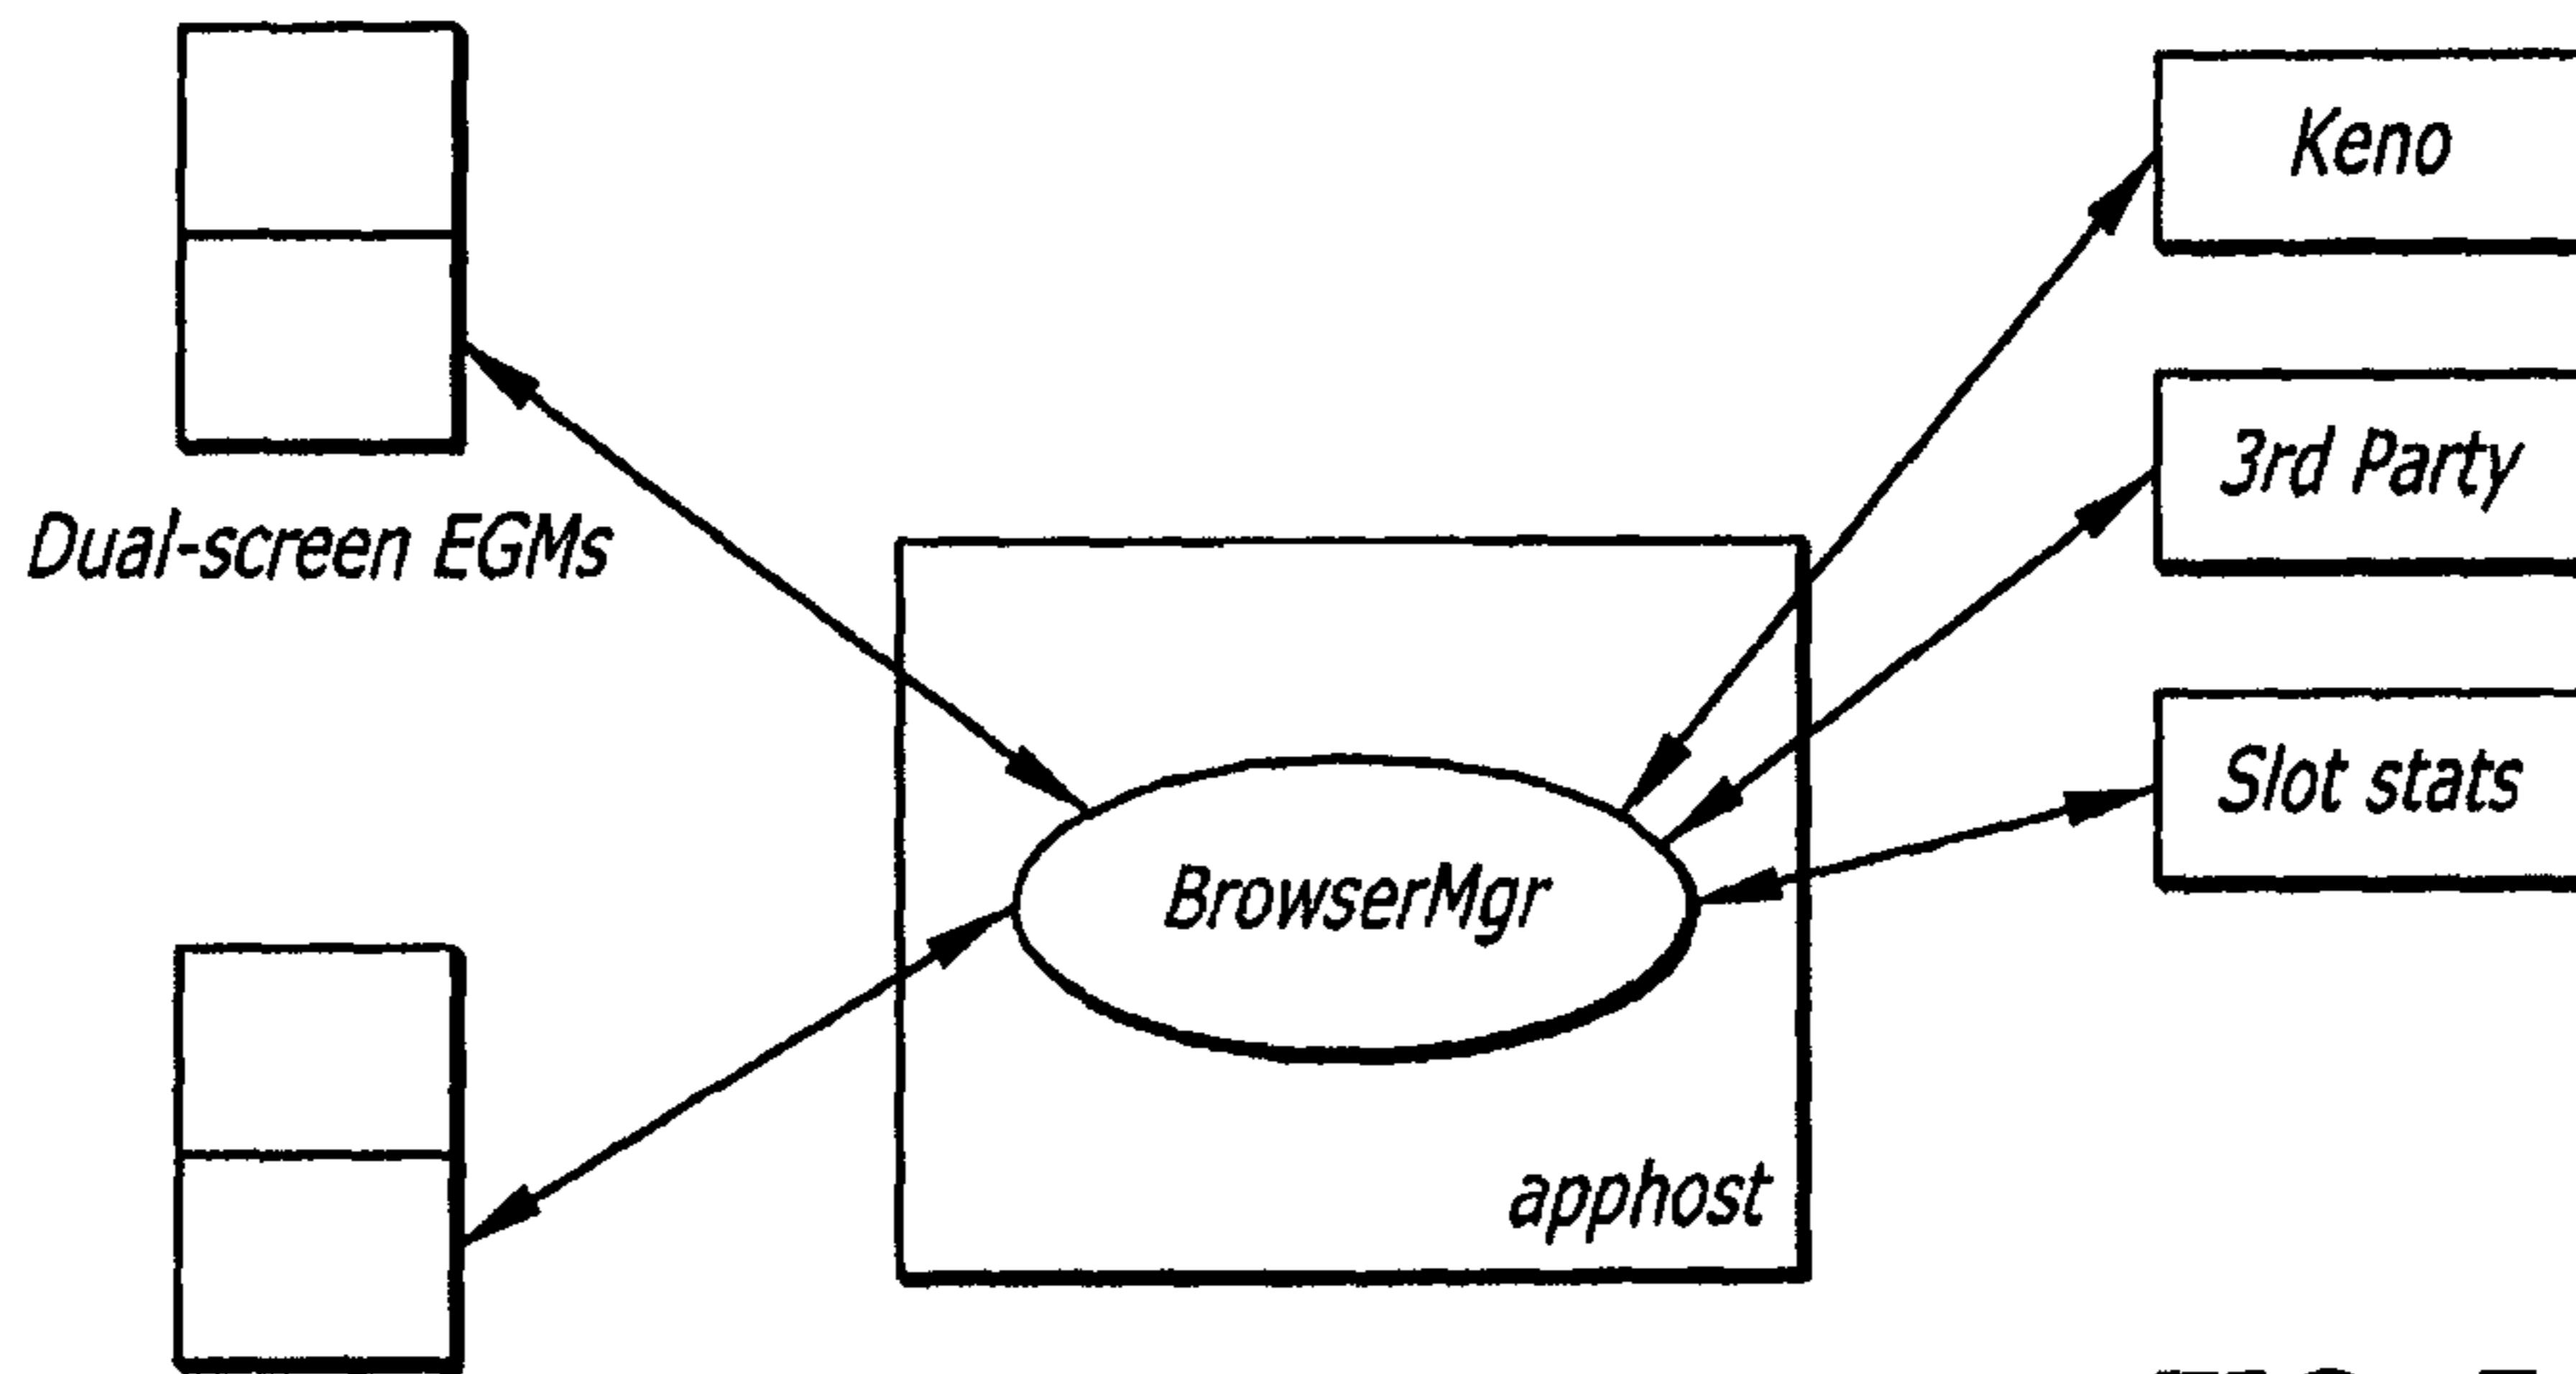 Keno
3rd Party
Dual-screen EGMs
Slot stats
BrowserMgr
apphost